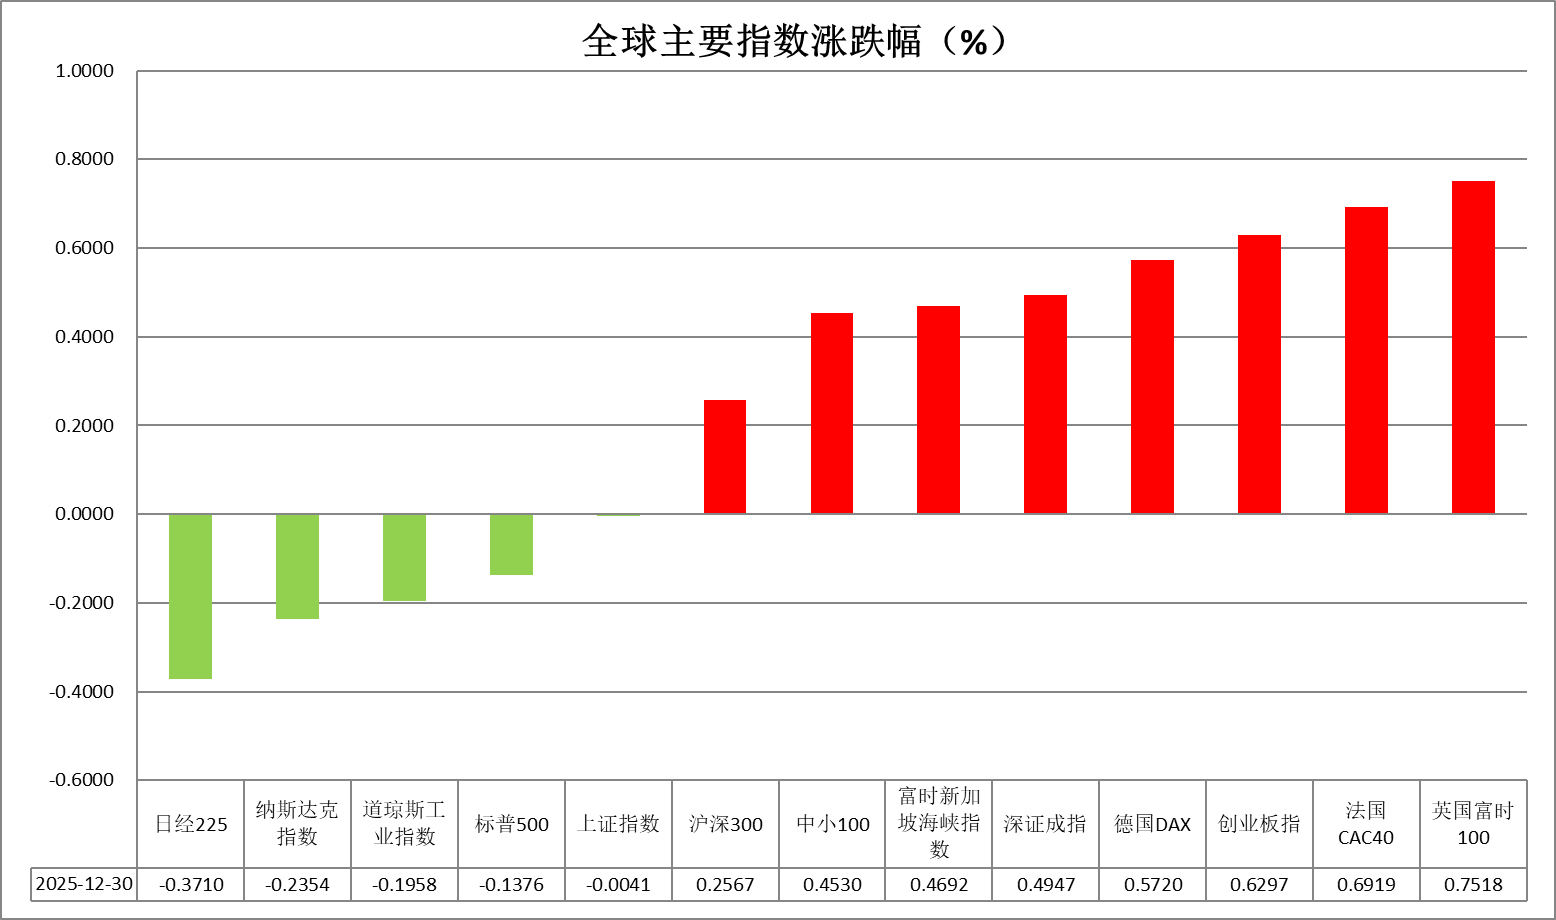 全球主要指数涨跌幅（%）
1.0000
0.8000
0.6000
0.4000
0.2000
0.0000
-0.2000
-0.4000
-0.6000
日经225
纳斯达克
指数
道琼斯工
业指数
标普500
上证指数
沪深300
中小100
富时新加
坡海峡指
数
深证成指
德国DAX
创业板指
法国
CAC40
英国富时
100
2025-12-30 -0.3710 -0.2354 -0.1958 -0.1376 -0.0041 0.2567 0.4530 0.4692 0.4947 0.5720 0.6297 0.6919 0.7518